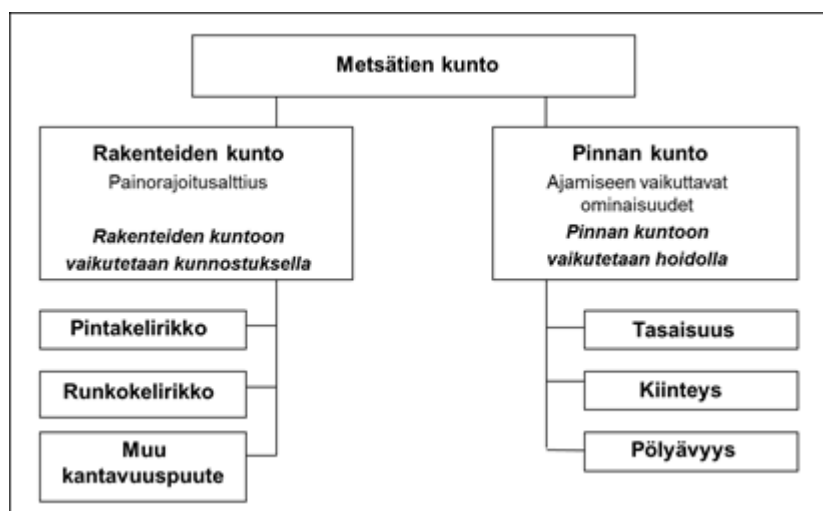 Metsätien kunto
Rakenteiden kunto
Painorajoitusalttius
Rakenteiden kuntoon
vaikutetaan kunnostuksella
Pintakelirikko
Runkokelirikko
Muu
kantavuuspuute
Pinnan kunto
Ajamiseen vaikuttavat
ominaisuudet
Pinnan kuntoon
vaikutetaan hoidolla
Tasaisuus
Kiinteys
Pölyävyys